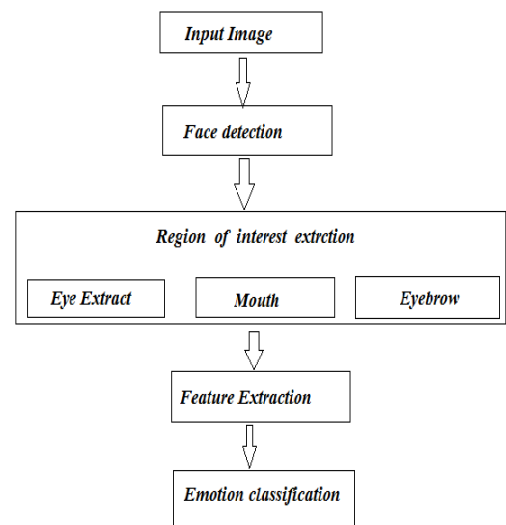 Input Image
Face detection
Region of interest extrction
Eye Extract
Mouth
Eyebrow
Feature Extraction
Emotion classification